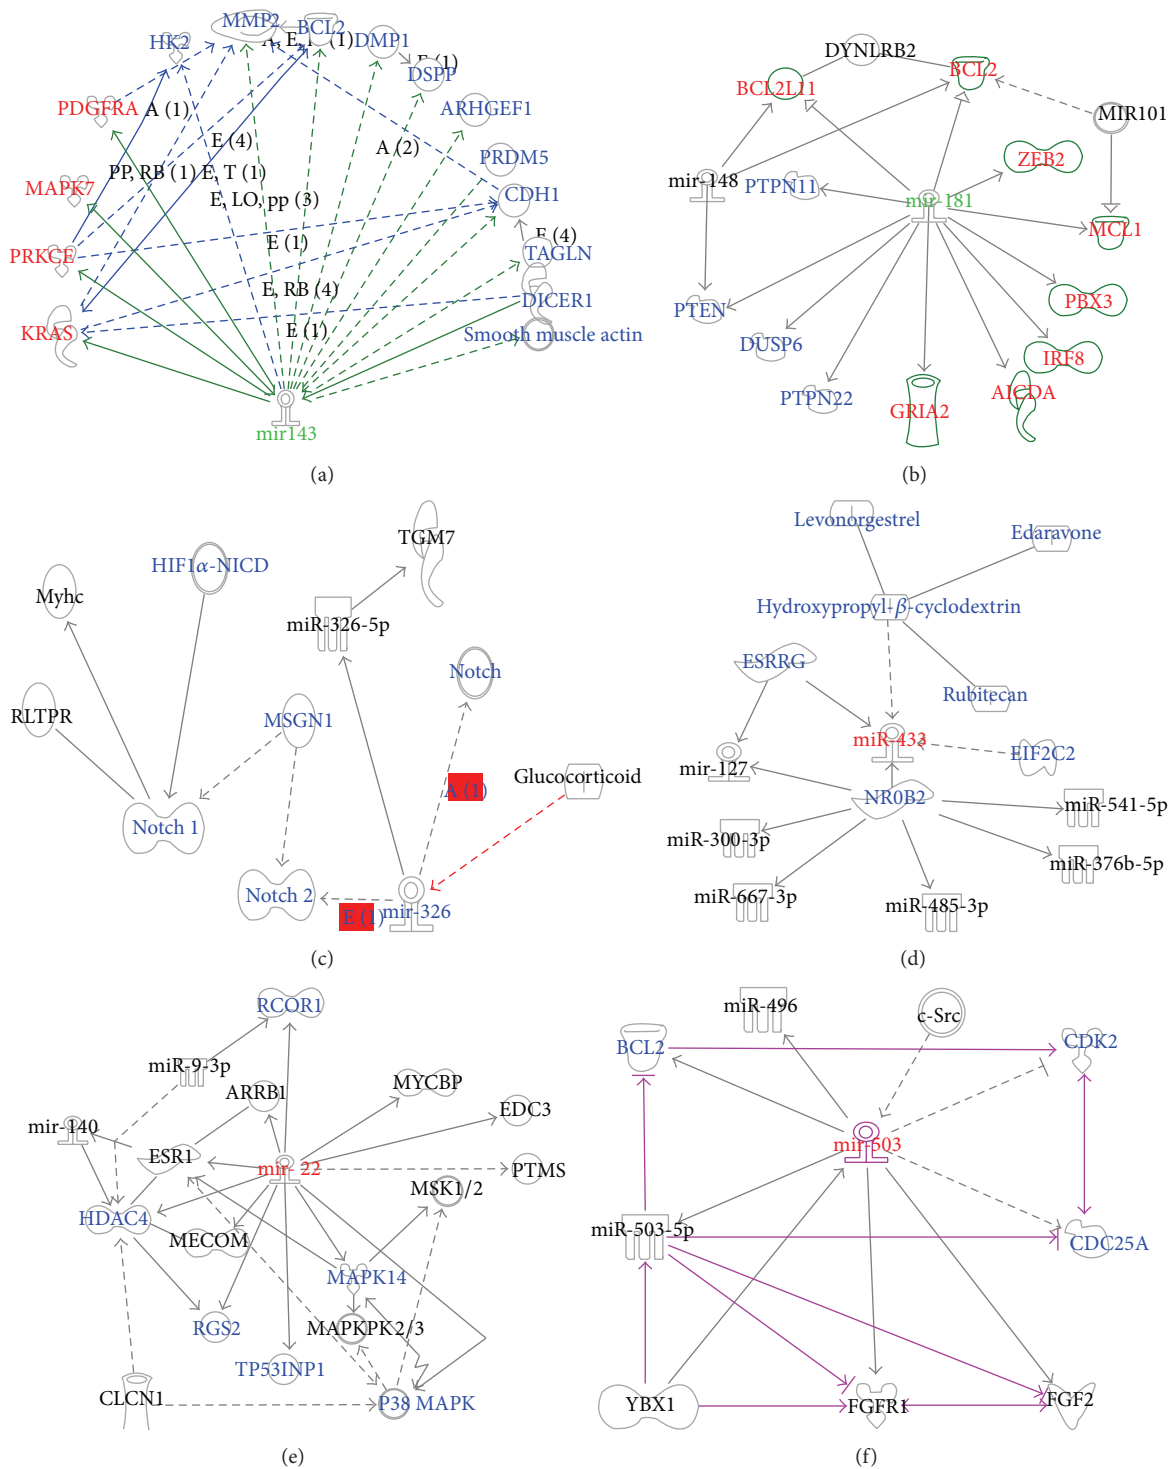 MMP2
BCL2
HK2
A, E, (1)
DMP1
E (1)
DSPP
PDGFRA
A (1)
ARHGEF1
E (4)
A (2)
PRDM5
PP, RB (1) E, T (1)
MAPK7
E, LO, pp (3)
CDH1
E (1)
E (4)
PRKCE
TAGLN
E, RB (4)
DICER1
KRAS
E (1)
Smooth muscle actin
mir143
(a)
DYNLRB2
BCL2
BCL2L11
MIR101
ZEB2
mir-148
PTPN11
mir-181
MCL1
PTEN
PBX3
DUSP6
IRF8
PTPN22
AICDA
GRIA2
(b)
TGM7
HIF1α-NICD
Myhc
miR-326-5p
Notch
RLTPR
MSGN1
Glucocorticoid
A (1)
Notch 1
Notch 2
E (1)
mir-326
(c)
Levonorgestrel
Edaravone
Hydroxypropyl-β-cyclodextrin
ESRRG
Rubitecan
miR-433
EIF2C2
mir-127
NR0B2
miR-541-5p
miR-300-3p
miR-376b-5p
miR-667-3p
miR-485-3p
(d)
RCOR1
miR-9-3p
ARRB1
MYCBP
EDC3
mir-140
ESR1
mir- 22
PTMS
MSK1/2
HDAC4
MECOM
MAPK14
RGS2
MAPKPK2/3
TP53INP1
CLCN1
P38 MAPK
(e)
miR-496
c-Src
BCL2
CDK2
mir-503
miR-503-5p
CDC25A
YBX1
FGFR1
FGF2
(f)